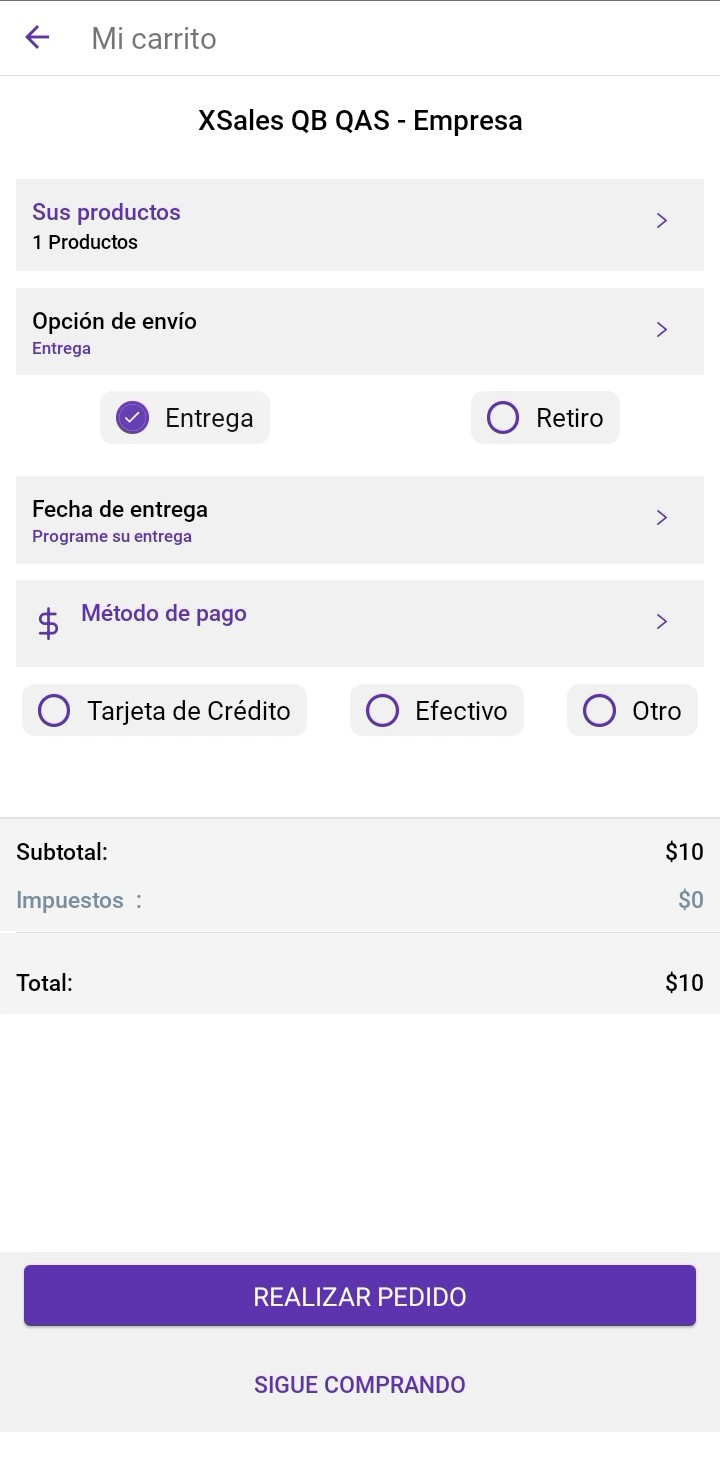 Mi carrito
XSales QB QAS - Empresa
Sus productos
1 Productos
Opción de envío
Entrega
Entrega
Retiro
Fecha de entrega
Programe su entrega
$ Método de pago
Tarjeta de Crédito
Efectivo
Otro
Subtotal: $10
Impuestos : $0
Total: $10
REALIZAR PEDIDO
SIGUE COMPRANDO